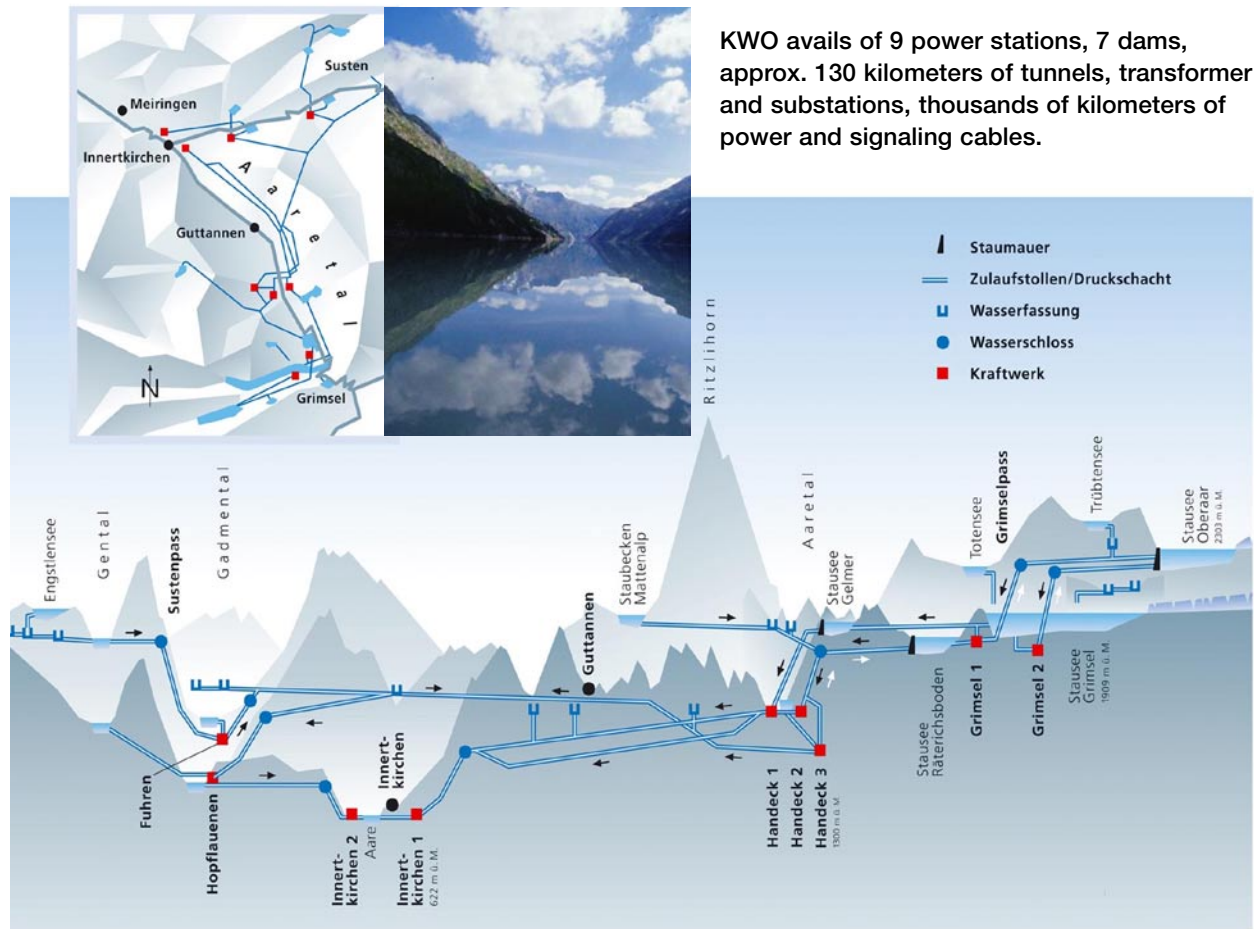 KWO avails of 9 power stations, 7 dams,
approx. 130 kilometers of tunnels, transformer
and substations, thousands of kilometers of
power and signaling cables.
Susten
Meiringen
Innertkirchen
Aaretal
Guttannen
N
Grimsel
Staumauer
Zulaufstollen/Druckschacht
Wasserfassung
Wasserschloss
Kraftwerk
Engstlensee
Gental
Sustenpass
Gadmental
Ritzlihorn
Staubecken
Mattenalp
Guttannen
Aaretal
Stausee
Gelmer
Totensee
Grimselpass
Trübtensee
Stausee
Oberaar
2303 m ü. M.
Fuhren
Hopflauenen
Innert-
kirchen 2
Aare
Innert-
kirchen
Innert-
kirchen 1
622 m ü. M.
Handeck 1
Handeck 2
Handeck 3
1300 m ü. M.
Stausee
Räterichsboden
Grimsel 1
Grimsel 2
Stausee
Grimsel
1909 m ü. M.